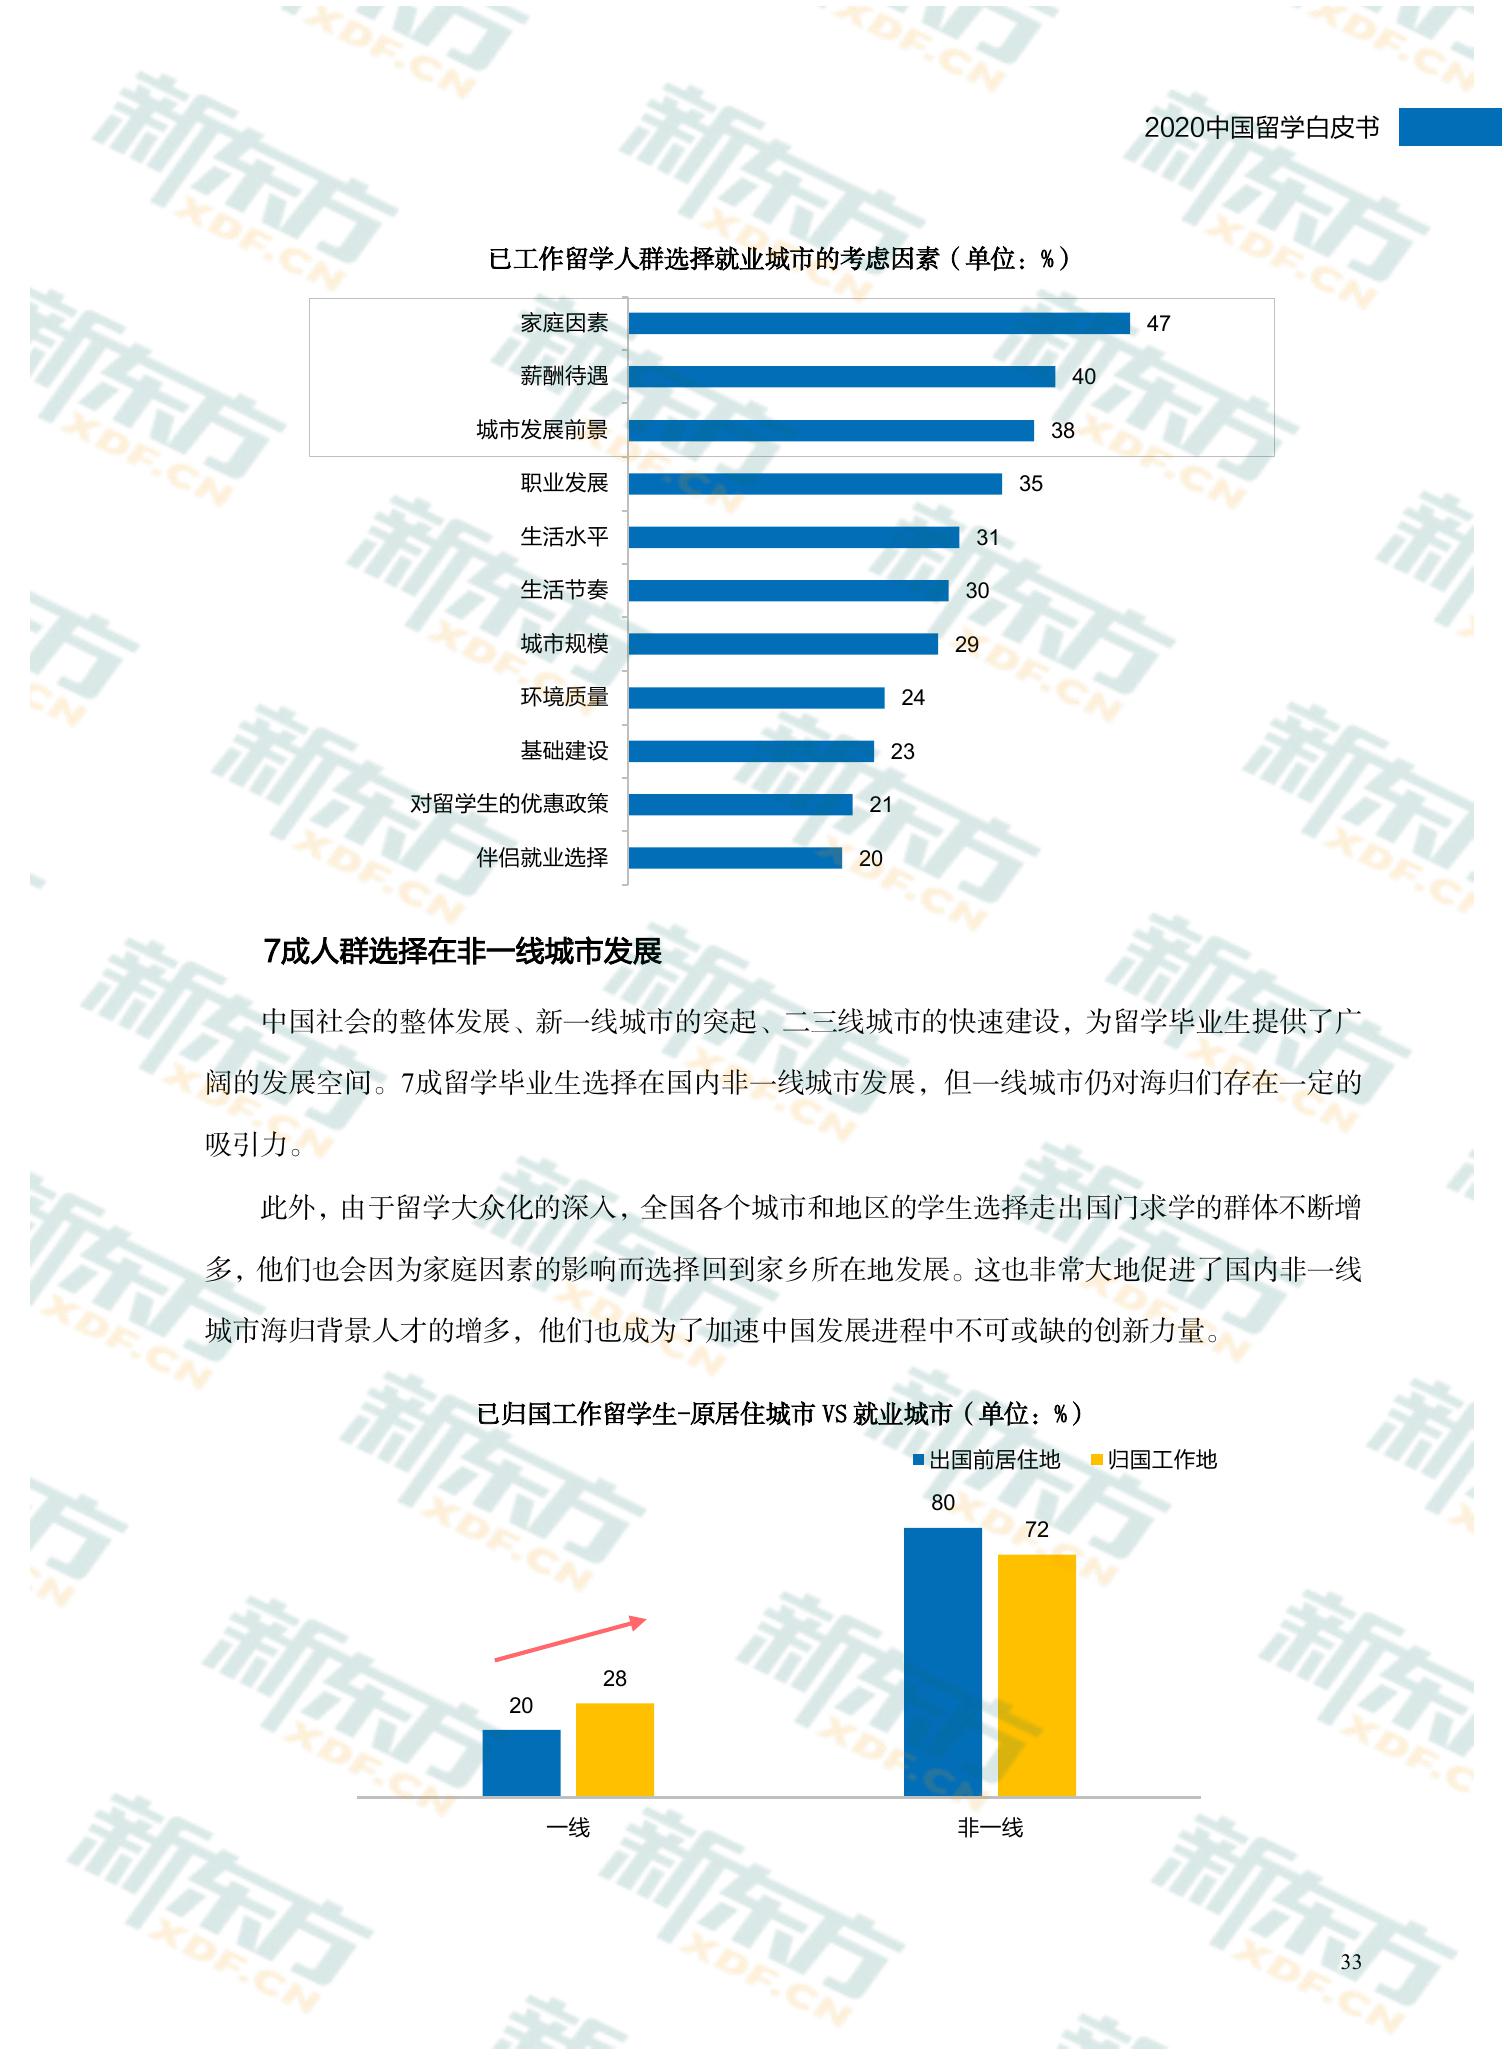 2020中国留学白皮书
已工作留学人群选择就业城市的考虑因素（单位：%）
家庭因素 47
薪酬待遇 40
城市发展前景 38
职业发展 35
生活水平 31
生活节奏 30
城市规模 29
环境质量 24
基础建设 23
对留学生的优惠政策 21
伴侣就业选择 20
7成人群选择在非一线城市发展
中国社会的整体发展、新一线城市的突起、二三线城市的快速建设，为留学毕业生提供了广
阔的发展空间。7成留学毕业生选择在国内非一线城市发展，但一线城市仍对海归们存在一定的
吸引力。
此外，由于留学大众化的深入，全国各个城市和地区的学生选择走出国门求学的群体不断增
多，他们也会因为家庭因素的影响而选择回到家乡所在地发展。这也非常大地促进了国内非一线
城市海归背景人才的增多，他们也成为了加速中国发展进程中不可或缺的创新力量。
已归国工作留学生-原居住城市 VS 就业城市（单位：%）
出国前居住地 归国工作地
80
72
28
20
一线 非一线
33
新东方
XDF.CN